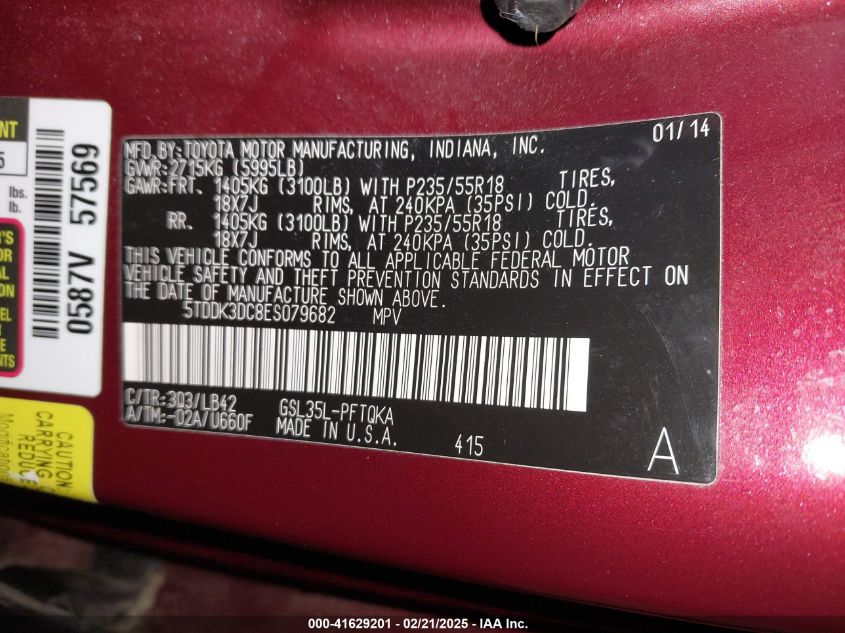 MFD.BY:TOYOTA MOTOR MANUFACTURING, INDIANA, INC. 01/14
GVWR:2715KG (5995LB)
GAWR:FRT. 1405KG (3100LB) WITH P235/55R18 TIRES,
18X7J RIMS, AT 240KPA (35PSI) COLD.
RR. 1405KG (3100LB) WITH P235/55R18 TIRES,
18X7J RIMS, AT 240KPA (35PSI) COLD.
THIS VEHICLE CONFORMS TO ALL APPLICABLE FEDERAL MOTOR
VEHICLE SAFETY AND THEFT PREVENTION STANDARDS IN EFFECT ON
THE DATE OF MANUFACTURE SHOWN ABOVE.
5TDDK3DC8ES079682 MPV
C/TR:3Q3/LB42 GSL35L-PFTQKA
A/TM:-02A/U660F MADE IN U.S.A. 415 A
0587V 57569
NT
5
lbs.
lb.
CAUTION:
CARRYING
REDUCE
000-41629201 - 02/21/2025 - IAA Inc.